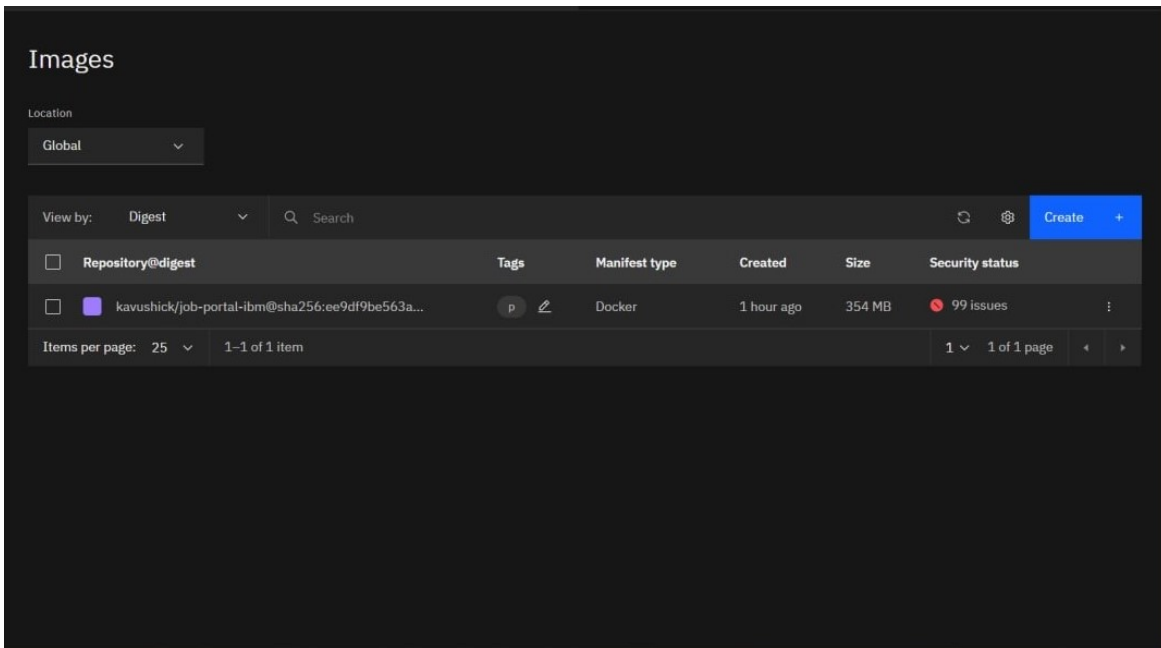 Images
Location
Global
View by: Digest Search Create +
Repository@digest Tags Manifest type Created Size Security status
kavushick/job-portal-ibm@sha256:ee9df9be563a... p Docker 1 hour ago 354 MB 99 issues
Items per page: 25 1–1 of 1 item 1 1 of 1 page